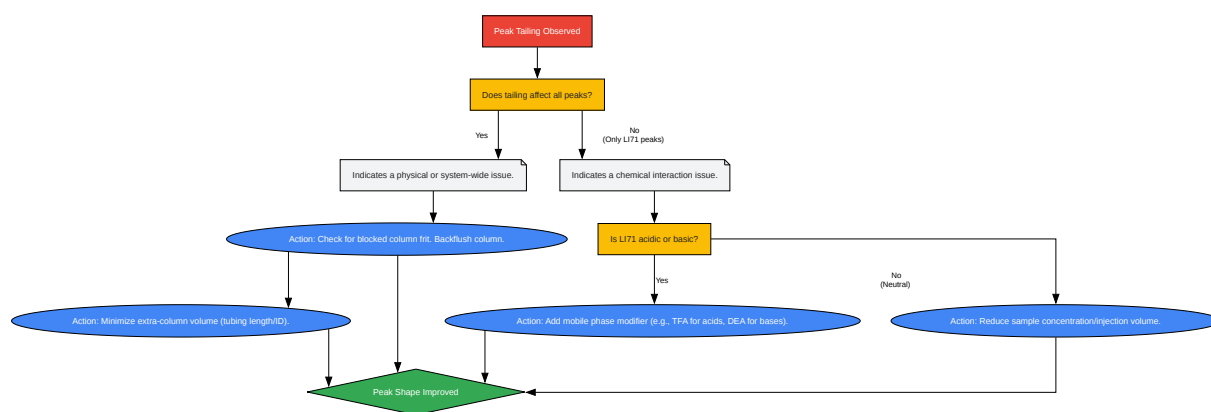 Peak Tailing Observed
Does tailing affect all peaks?
Yes
No
(Only LI71 peaks)
Indicates a physical or system-wide issue.
Indicates a chemical interaction issue.
Action: Check for blocked column frit. Backflush column.
Is LI71 acidic or basic?
Yes
No
(Neutral)
Action: Minimize extra-column volume (tubing length/ID).
Action: Add mobile phase modifier (e.g., TFA for acids, DEA for bases).
Action: Reduce sample concentration/injection volume.
Peak Shape Improved